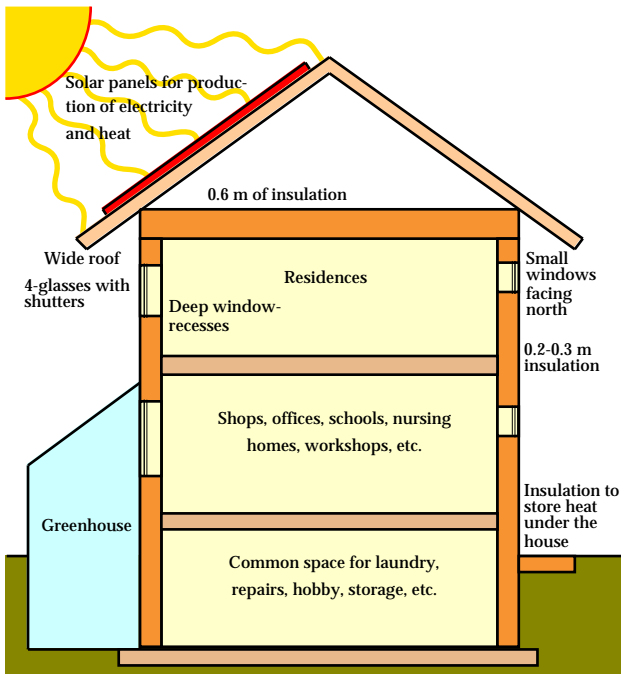 Solar panels for produc-
tion of electricity
and heat
0.6 m of insulation
Wide roof
4-glasses with
shutters
Residences
Small
windows
facing
north
Deep window-
recesses
0.2-0.3 m
insulation
Shops, offices, schools, nursing
homes, workshops, etc.
Greenhouse
Insulation to
store heat
under the
house
Common space for laundry,
repairs, hobby, storage, etc.